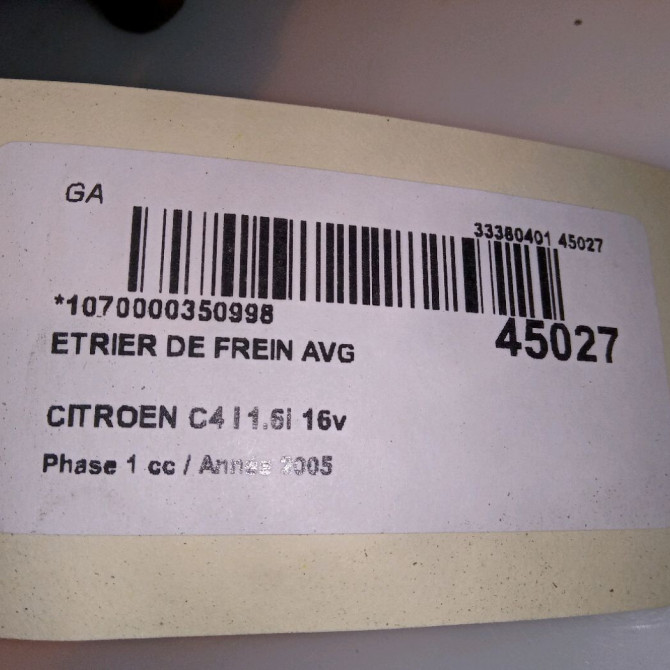 GA
33380401 45027
*1070000350998
45027
ETRIER DE FREIN AVG
CITROEN C4 I 1.6i 16v
Phase 1 cc / Année 2005